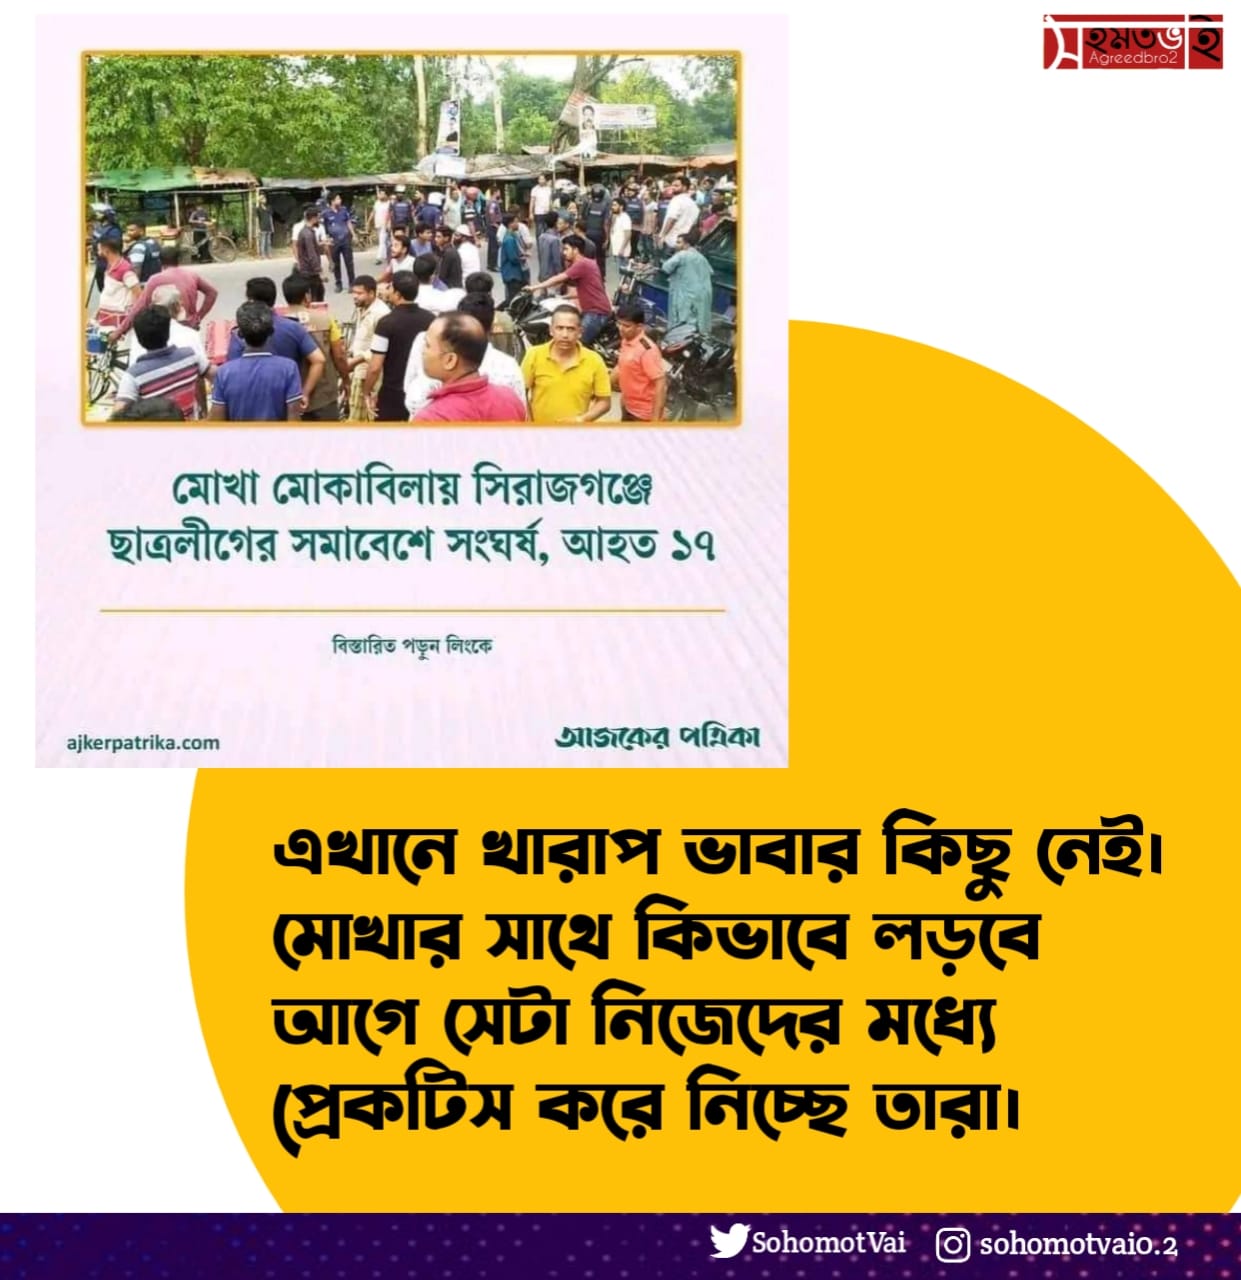 সহমতভাই
Agreedbro2
মোখা মোকাবিলায় সিরাজগঞ্জে
ছাত্রলীগের সমাবেশে সংঘর্ষ, আহত ১৭
বিস্তারিত পড়ুন লিংকে
ajkerpatrika.com
আজকের পত্রিকা
এখানে খারাপ ভাবার কিছু নেই।
মোখার সাথে কিভাবে লড়বে
আগে সেটা নিজেদের মধ্যে
প্রেকটিস করে নিচ্ছে তারা।
SohomotVai
sohomotvaio.2